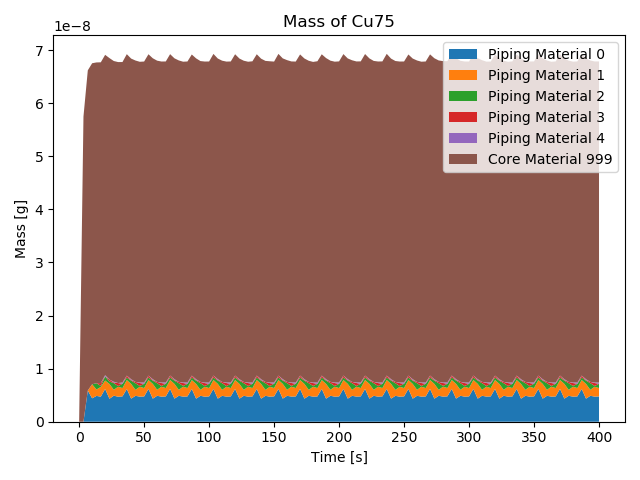 Mass of Cu75
1e−8
7
6
5
4
3
2
1
0
Mass [g]
Piping Material 0
Piping Material 1
Piping Material 2
Piping Material 3
Piping Material 4
Core Material 999
0 50 100 150 200 250 300 350 400
Time [s]